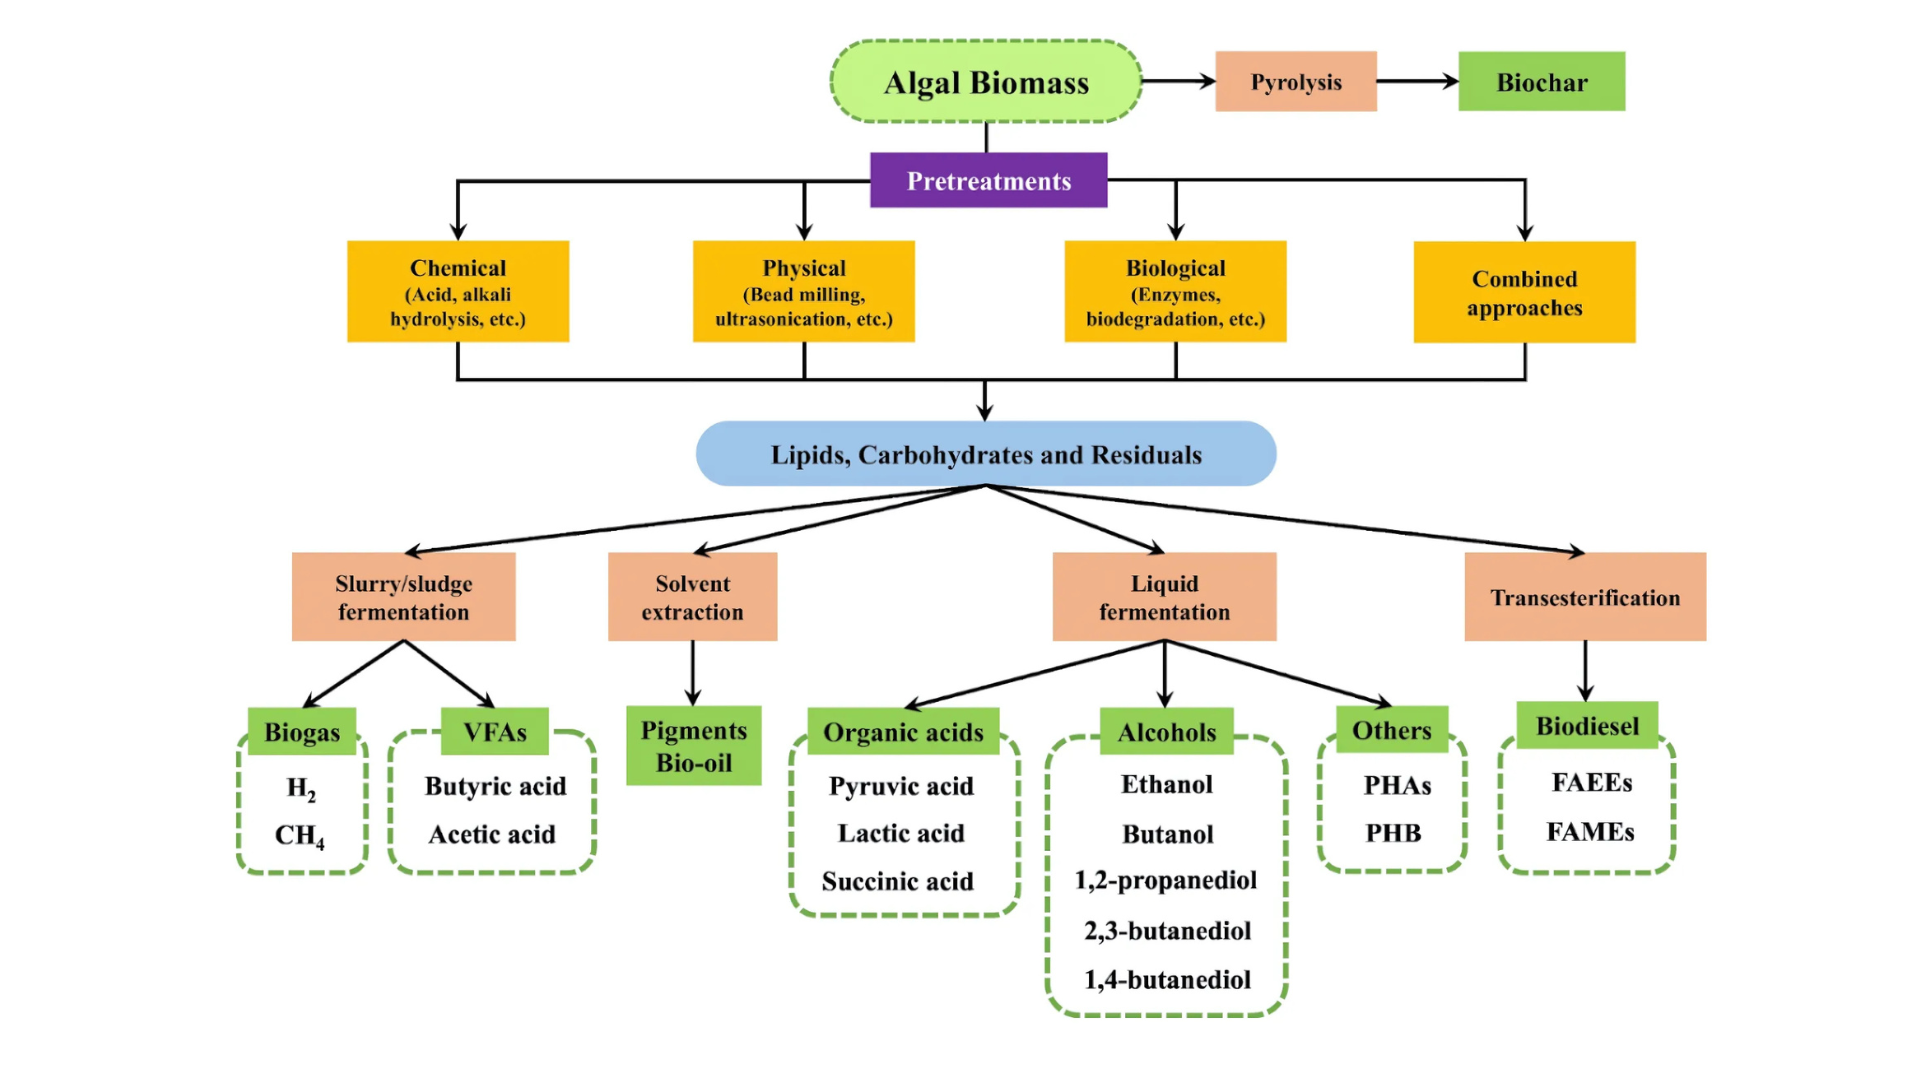 Algal Biomass
Pyrolysis
Biochar
Pretreatments
Chemical
(Acid, alkali
hydrolysis, etc.)
Physical
(Bead milling,
ultrasonication, etc.)
Biological
(Enzymes,
biodegradation, etc.)
Combined
approaches
Lipids, Carbohydrates and Residuals
Slurry/sludge
fermentation
Solvent
extraction
Liquid
fermentation
Transesterification
Biogas
H₂
CH₄
VFAs
Butyric acid
Acetic acid
Pigments
Bio-oil
Organic acids
Pyruvic acid
Lactic acid
Succinic acid
Alcohols
Ethanol
Butanol
1,2-propanediol
2,3-butanediol
1,4-butanediol
Others
PHAs
PHB
Biodiesel
FAEEs
FAMEs